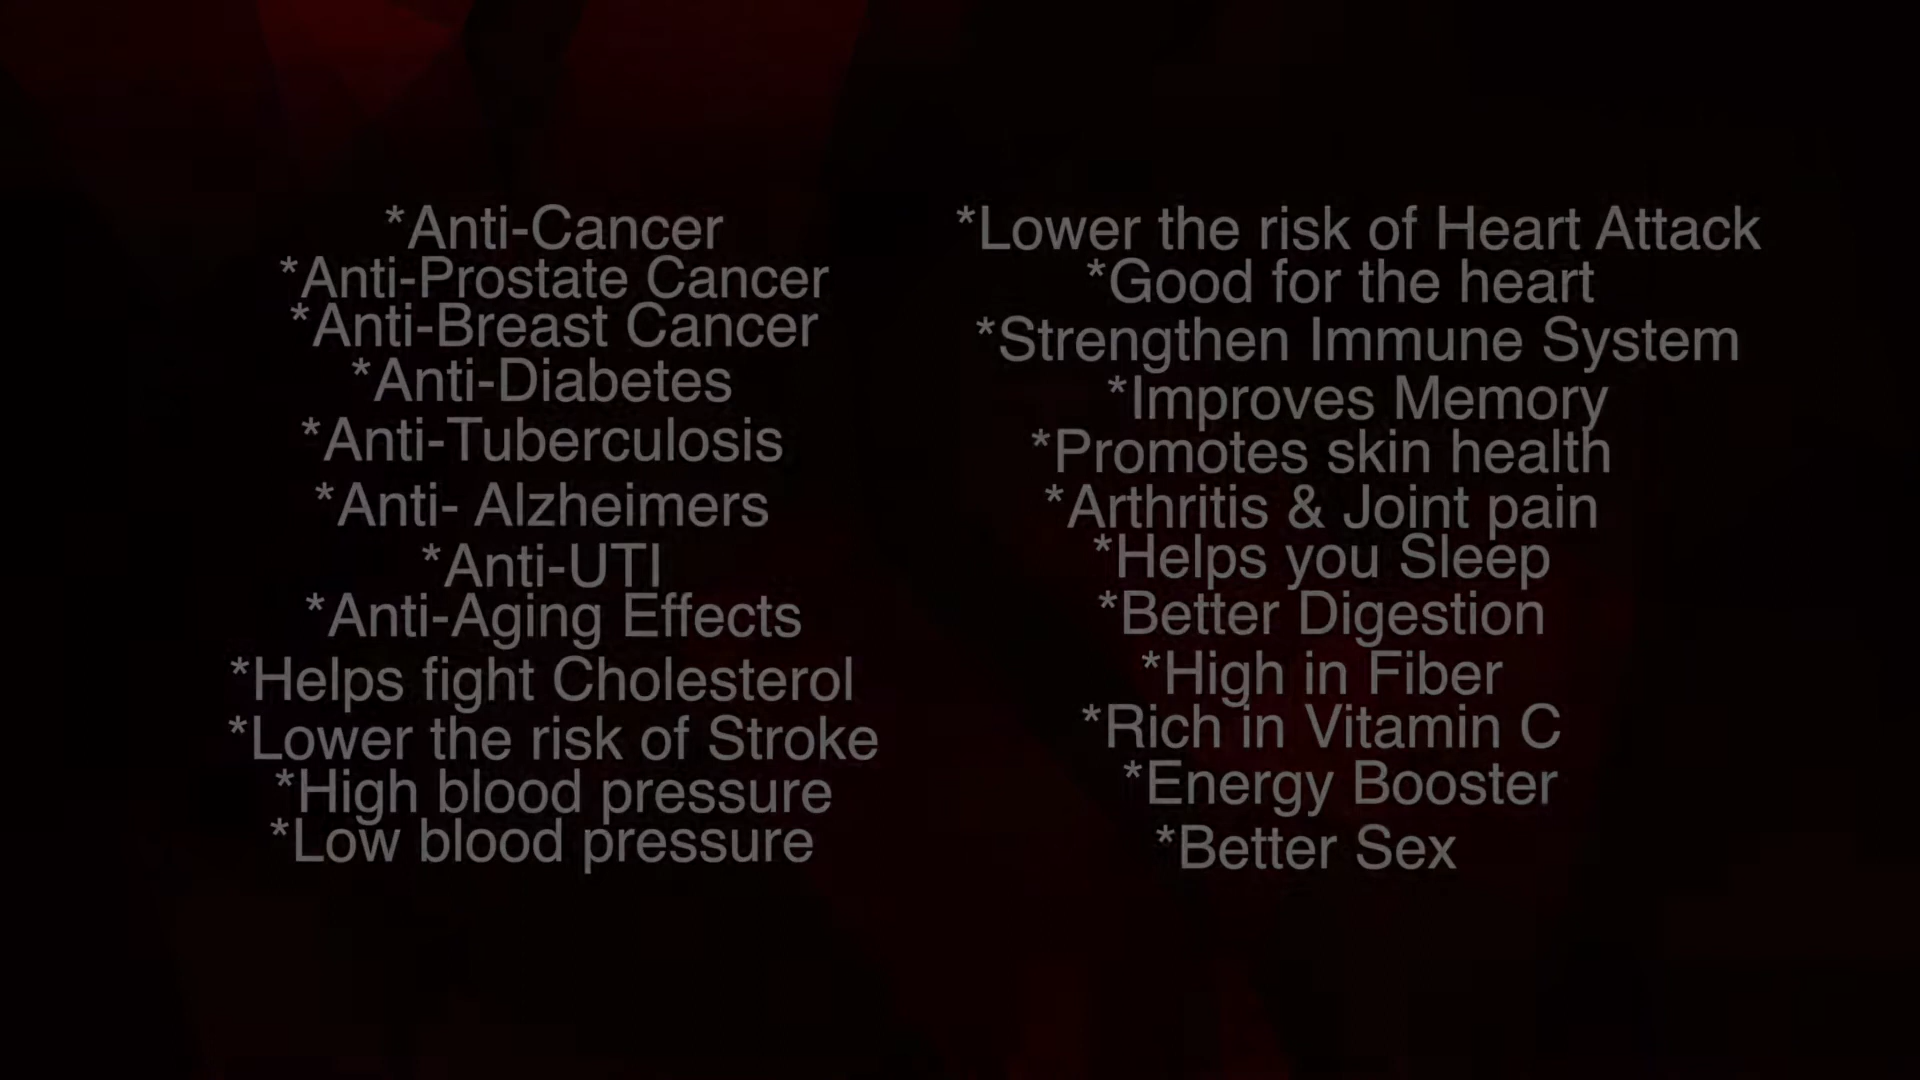 *Anti-Cancer
*Anti-Prostate Cancer
*Anti-Breast Cancer
*Anti-Diabetes
*Anti-Tuberculosis
*Anti- Alzheimers
*Anti-UTI
*Anti-Aging Effects
*Helps fight Cholesterol
*Lower the risk of Stroke
*High blood pressure
*Low blood pressure
*Lower the risk of Heart Attack
*Good for the heart
*Strengthen Immune System
*Improves Memory
*Promotes skin health
*Arthritis & Joint pain
*Helps you Sleep
*Better Digestion
*High in Fiber
*Rich in Vitamin C
*Energy Booster
*Better Sex